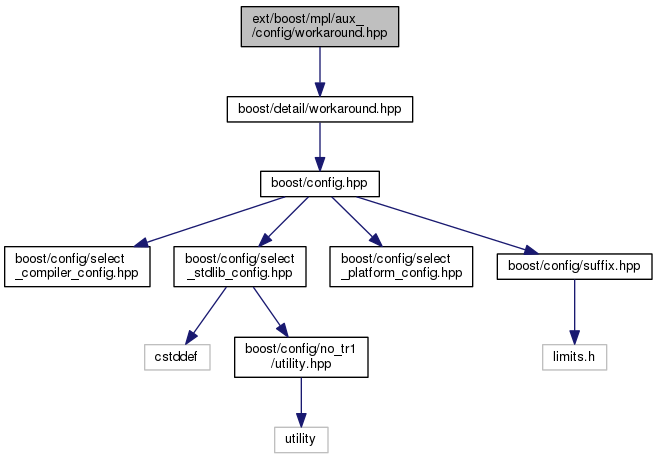 ext/boost/mpl/aux_
/config/workaround.hpp
boost/detail/workaround.hpp
boost/config.hpp
boost/config/select
_compiler_config.hpp
boost/config/select
_stdlib_config.hpp
boost/config/select
_platform_config.hpp
boost/config/suffix.hpp
cstddef
boost/config/no_tr1
/utility.hpp
limits.h
utility